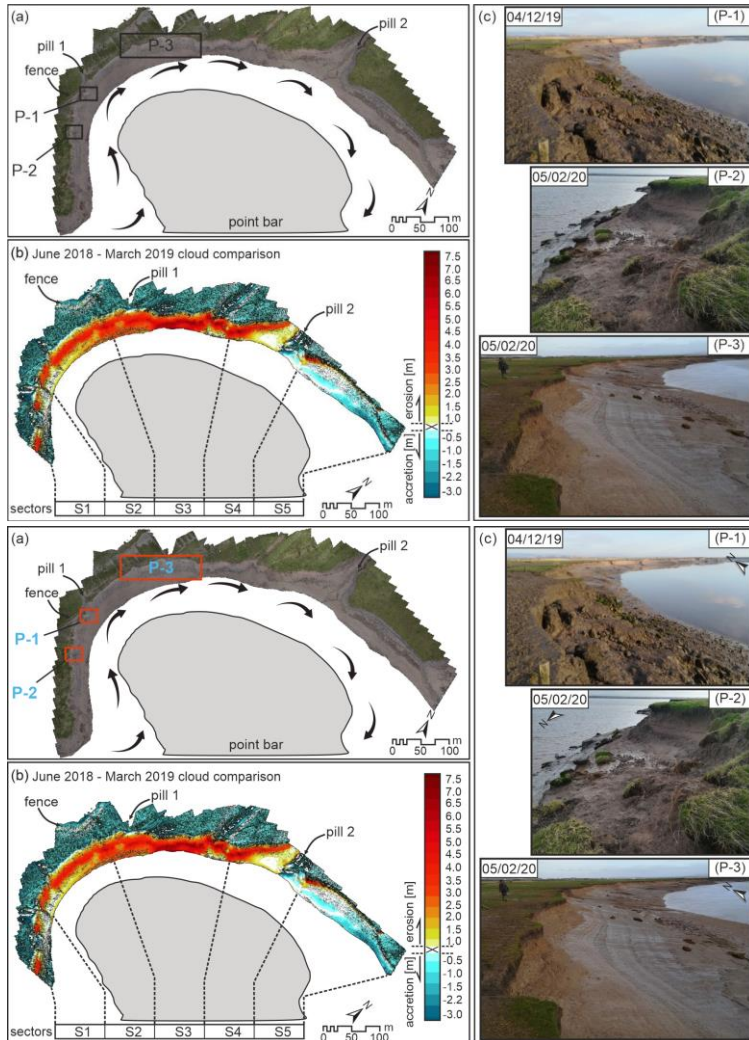 (a)
pill 2
P-3
pill 1
fence
P-1
P-2
point bar
N
0 50 100
m
(b) June 2018 - March 2019 cloud comparison
pill 1
fence
pill 2
7.5
7.0
6.5
6.0
5.5
5.0
4.5
4.0
3.5
3.0
2.5
2.0
1.5
1.0
-0.5
-1.0
-1.5
-2.2
-2.5
-3.0
erosion [m]
accretion [m]
N
0 50 100
m
sectors S1 S2 S3 S4 S5
(c)
04/12/19 (P-1)
05/02/20 (P-2)
05/02/20 (P-3)
(a)
pill 2
P-3
pill 1
fence
P-1
P-2
point bar
N
0 50 100
m
(b) June 2018 - March 2019 cloud comparison
pill 1
fence
pill 2
7.5
7.0
6.5
6.0
5.5
5.0
4.5
4.0
3.5
3.0
2.5
2.0
1.5
1.0
-0.5
-1.0
-1.5
-2.2
-2.5
-3.0
erosion [m]
accretion [m]
N
0 50 100
m
sectors S1 S2 S3 S4 S5
(c)
04/12/19 (P-1)
N
05/02/20 (P-2)
N
05/02/20 (P-3)
N